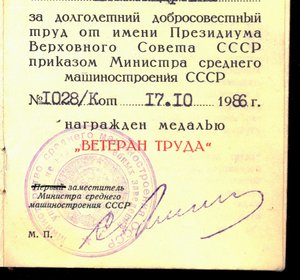 за долголетний добросовестный
труд от имени Президиума
Верховного Совета СССР
приказом Министра среднего
машиностроения СССР
№1028/К от 17.10 1986 г.
награжден медалью
„ВЕТЕРАН ТРУДА"
Первый заместитель
Министра среднего
машиностроения СССР
М. П.